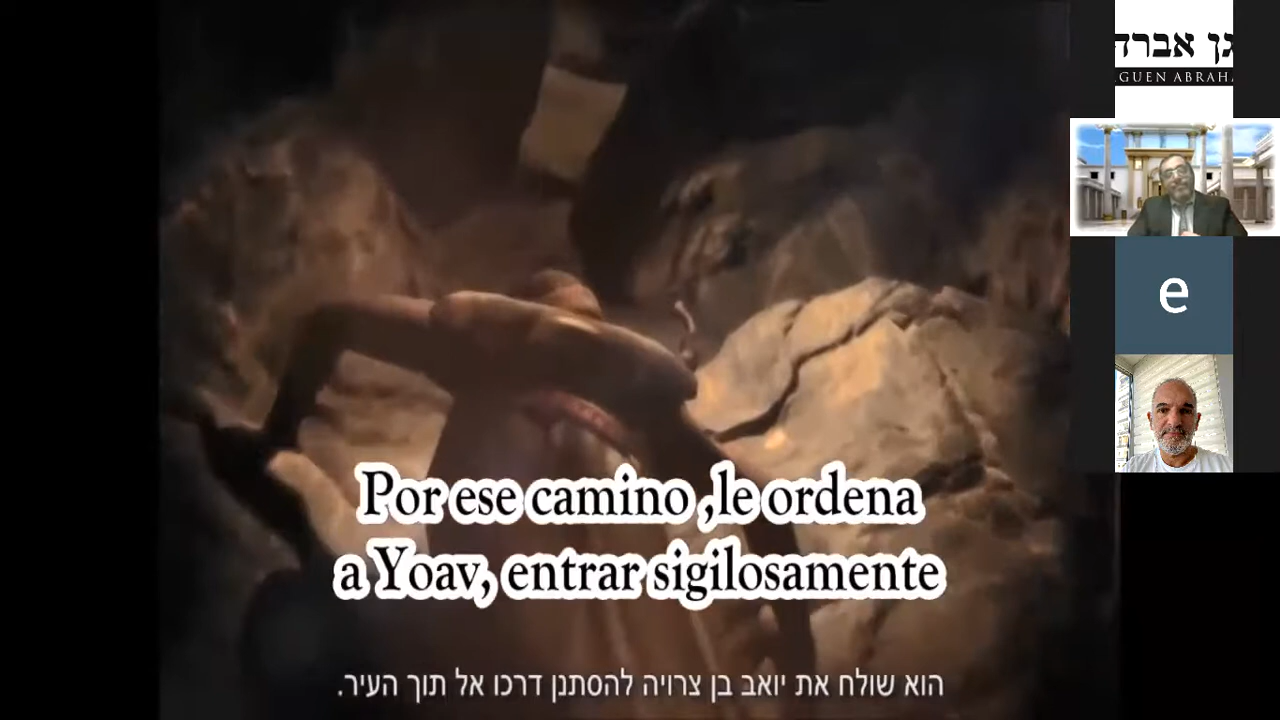 גן אברה
GUEN ABRAHA
e
Por ese camino ,le ordena
a Yoav, entrar sigilosamente
הוא שולח את יואב בן צרויה להסתנן דרכו אל תוך העיר.